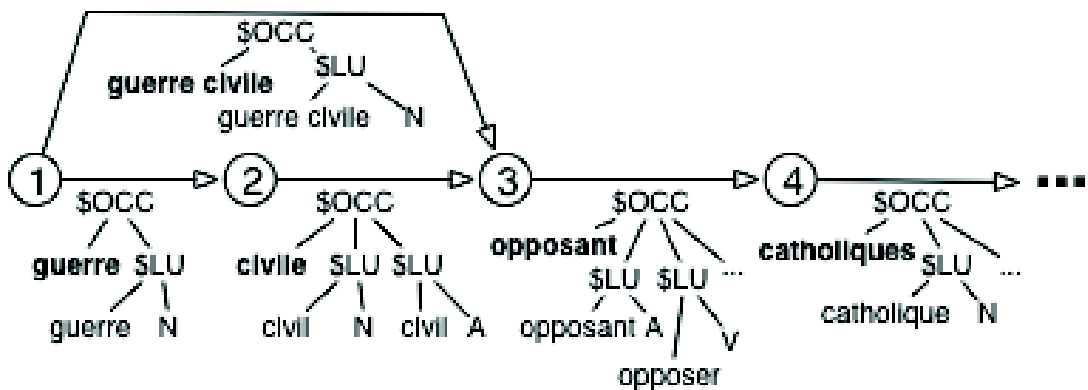 $OCC
guerre civile
$LU
guerre civile N
1 2 3 4 ...
$OCC $OCC $OCC $OCC
guerre $LU civile $LU $LU opposant $LU $LU ... catholiques $LU ...
guerre N civil N civil A opposant A V catholique N
opposer